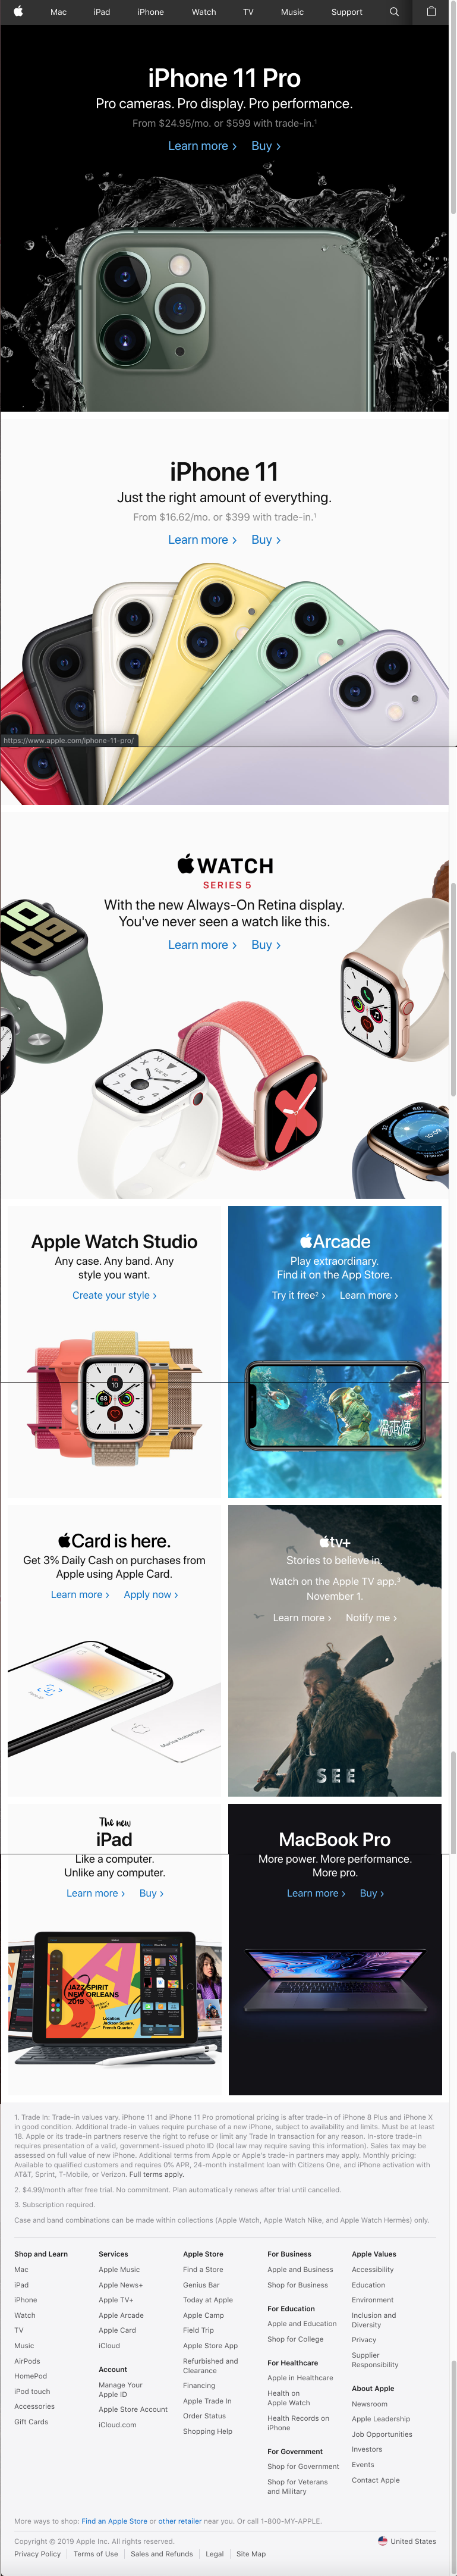 Mac iPad iPhone Watch TV Music Support
iPhone 11 Pro
Pro cameras. Pro display. Pro performance.
From $24.95/mo. or $599 with trade-in.¹
Learn more > Buy >
iPhone 11
Just the right amount of everything.
From $16.62/mo. or $399 with trade-in.¹
Learn more > Buy >
https://www.apple.com/iphone-11-pro/
WATCH
SERIES 5
With the new Always-On Retina display.
You've never seen a watch like this.
Learn more > Buy >
Apple Watch Studio
Any case. Any band. Any
style you want.
Create your style >
Arcade
Play extraordinary.
Find it on the App Store.
Try it free² > Learn more >
Card is here.
Get 3% Daily Cash on purchases from
Apple using Apple Card.
Learn more > Apply now >
tv+
Stories to believe in.
Watch on the Apple TV app.³
November 1.
Learn more > Notify me >
SEE
The new
iPad
Like a computer.
Unlike any computer.
Learn more > Buy >
JAZZ SPIRIT
NEW ORLEANS
2019
MacBook Pro
More power. More performance.
More pro.
Learn more > Buy >
1. Trade In: Trade-in values vary. iPhone 11 and iPhone 11 Pro promotional pricing is after trade-in of iPhone 8 Plus and iPhone X
in good condition. Additional trade-in values require purchase of a new iPhone, subject to availability and limits. Must be at least
18. Apple or its trade-in partners reserve the right to refuse or limit any Trade In transaction for any reason. In-store trade-in
requires presentation of a valid, government-issued photo ID (local law may require saving this information). Sales tax may be
assessed on full value of new iPhone. Additional terms from Apple or Apple's trade-in partners may apply. Monthly pricing:
Available to qualified customers and requires 0% APR, 24-month installment loan with Citizens One, and iPhone activation with
AT&T, Sprint, T-Mobile, or Verizon. Full terms apply.
2. $4.99/month after free trial. No commitment. Plan automatically renews after trial until cancelled.
3. Subscription required.
Case and band combinations can be made within collections (Apple Watch, Apple Watch Nike, and Apple Watch Hermès) only.
Shop and Learn
Mac
iPad
iPhone
Watch
TV
Music
AirPods
HomePod
iPod touch
Accessories
Gift Cards
Services
Apple Music
Apple News+
Apple TV+
Apple Arcade
Apple Card
iCloud
Account
Manage Your
Apple ID
Apple Store Account
iCloud.com
Apple Store
Find a Store
Genius Bar
Today at Apple
Apple Camp
Field Trip
Apple Store App
Refurbished and
Clearance
Financing
Apple Trade In
Order Status
Shopping Help
For Business
Apple and Business
Shop for Business
For Education
Apple and Education
Shop for College
For Healthcare
Apple in Healthcare
Health on
Apple Watch
Health Records on
iPhone
For Government
Shop for Government
Shop for Veterans
and Military
Apple Values
Accessibility
Education
Environment
Inclusion and
Diversity
Privacy
Supplier
Responsibility
About Apple
Newsroom
Apple Leadership
Job Opportunities
Investors
Events
Contact Apple
More ways to shop: Find an Apple Store or other retailer near you. Or call 1-800-MY-APPLE.
Copyright © 2019 Apple Inc. All rights reserved.
United States
Privacy Policy | Terms of Use | Sales and Refunds | Legal | Site Map